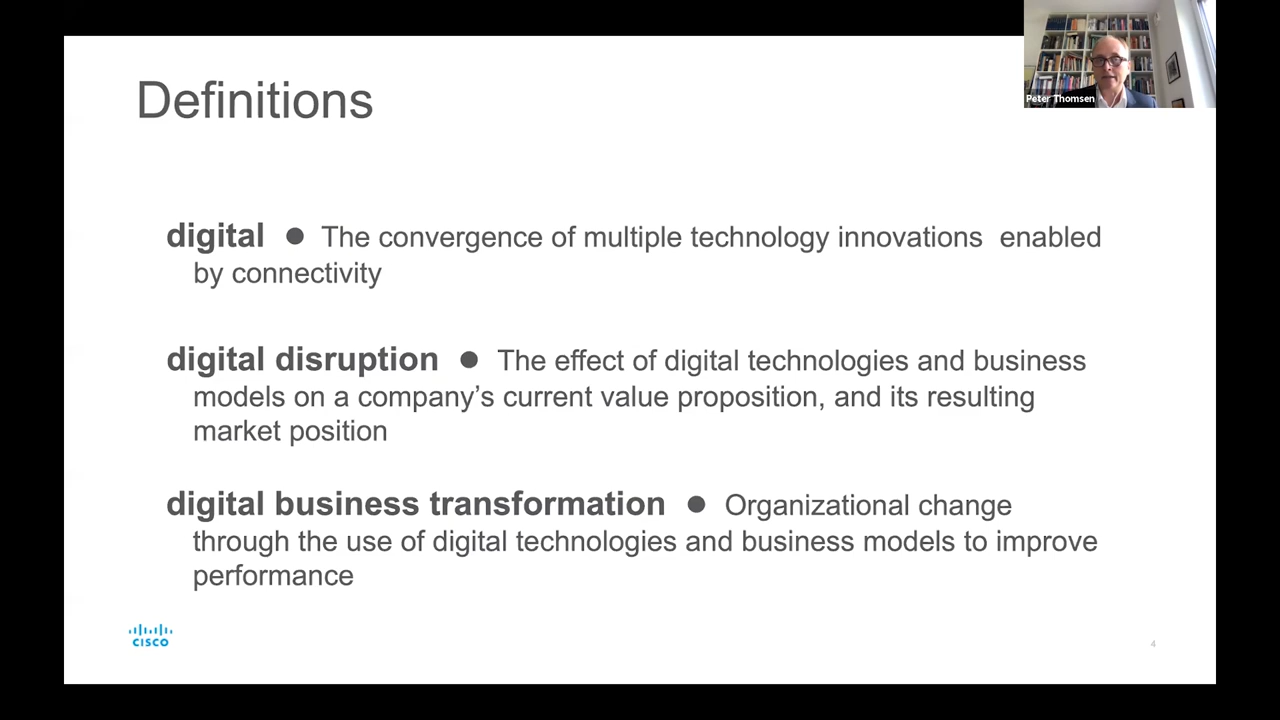 Definitions
Peter Thomsen
digital ● The convergence of multiple technology innovations  enabled
by connectivity
digital disruption ● The effect of digital technologies and business
models on a company’s current value proposition, and its resulting
market position
digital business transformation ● Organizational change
through the use of digital technologies and business models to improve
performance
CISCO
4